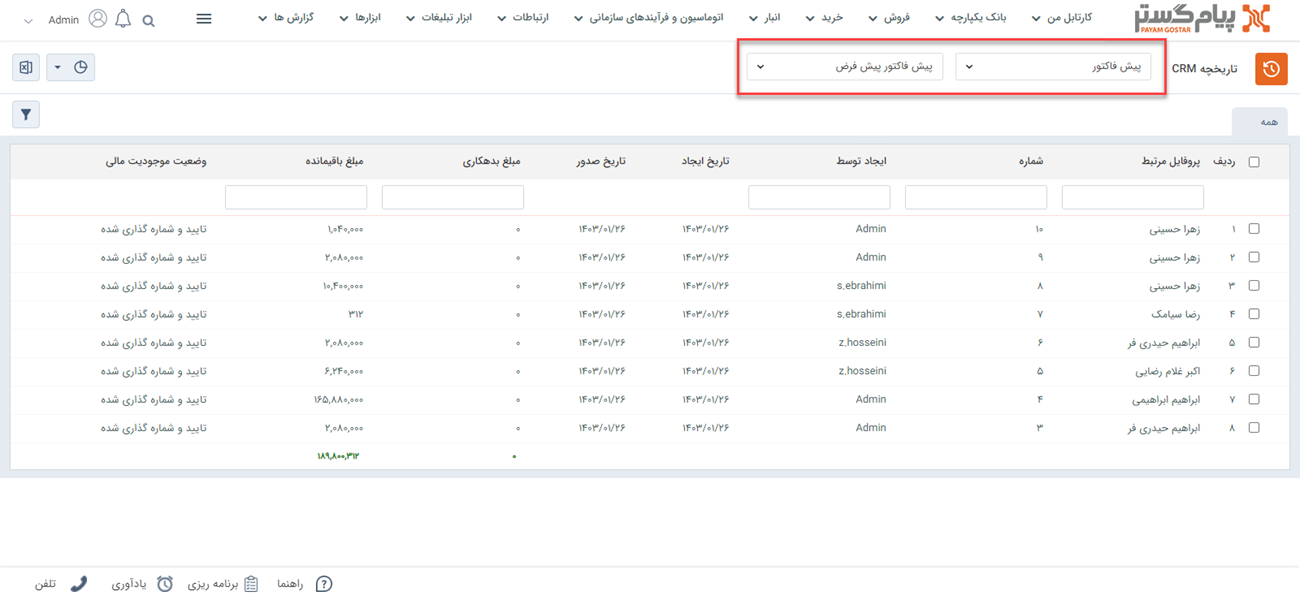 پیام گستر
PAYAM GOSTAR
کارتابل من بانک یکپارچه فروش خرید انبار اتوماسیون و فرآیندهای سازمانی ارتباطات ابزار تبلیغات ابزارها گزارش ها Admin
تاریخچه CRM پیش فاکتور پیش فاکتور پیش فرض
همه
ردیف پروفایل مرتبط شماره ایجاد توسط تاریخ ایجاد تاریخ صدور مبلغ بدهکاری مبلغ باقیمانده وضعیت موجودیت مالی
۱ زهرا حسینی ۱۰ Admin ۱۴۰۳/۰۱/۲۶ ۱۴۰۳/۰۱/۲۶ ۰ ۱,۰۴۰,۰۰۰ تایید و شماره گذاری شده
۲ زهرا حسینی ۹ Admin ۱۴۰۳/۰۱/۲۶ ۱۴۰۳/۰۱/۲۶ ۰ ۲,۰۸۰,۰۰۰ تایید و شماره گذاری شده
۳ زهرا حسینی ۸ s.ebrahimi ۱۴۰۳/۰۱/۲۶ ۱۴۰۳/۰۱/۲۶ ۰ ۱۰,۴۰۰,۰۰۰ تایید و شماره گذاری شده
۴ رضا سیامک ۷ s.ebrahimi ۱۴۰۳/۰۱/۲۶ ۱۴۰۳/۰۱/۲۶ ۰ ۳۱۲ تایید و شماره گذاری شده
۵ ابراهیم حیدری فر ۶ z.hosseini ۱۴۰۳/۰۱/۲۶ ۱۴۰۳/۰۱/۲۶ ۰ ۲,۰۸۰,۰۰۰ تایید و شماره گذاری شده
۶ اکبر غلام رضایی ۵ z.hosseini ۱۴۰۳/۰۱/۲۶ ۱۴۰۳/۰۱/۲۶ ۰ ۶,۲۴۰,۰۰۰ تایید و شماره گذاری شده
۷ ابراهیم ابراهیمی ۴ Admin ۱۴۰۳/۰۱/۲۶ ۱۴۰۳/۰۱/۲۶ ۰ ۱۶۵,۸۸۰,۰۰۰ تایید و شماره گذاری شده
۸ ابراهیم حیدری فر ۳ Admin ۱۴۰۳/۰۱/۲۶ ۱۴۰۳/۰۱/۲۶ ۰ ۲,۰۸۰,۰۰۰ تایید و شماره گذاری شده
۰ ۱۸۹,۸۰۰,۳۱۲
راهنما برنامه ریزی یادآوری تلفن